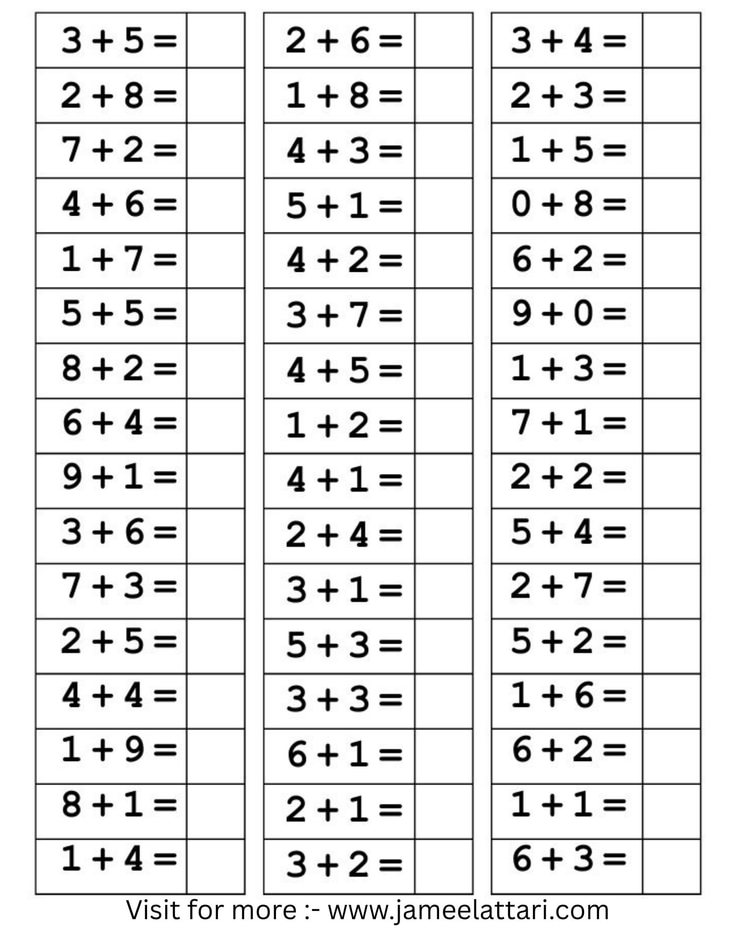 3 + 5 = 2 + 6 = 3 + 4 =
2 + 8 = 1 + 8 = 2 + 3 =
7 + 2 = 4 + 3 = 1 + 5 =
4 + 6 = 5 + 1 = 0 + 8 =
1 + 7 = 4 + 2 = 6 + 2 =
5 + 5 = 3 + 7 = 9 + 0 =
8 + 2 = 4 + 5 = 1 + 3 =
6 + 4 = 1 + 2 = 7 + 1 =
9 + 1 = 4 + 1 = 2 + 2 =
3 + 6 = 2 + 4 = 5 + 4 =
7 + 3 = 3 + 1 = 2 + 7 =
2 + 5 = 5 + 3 = 5 + 2 =
4 + 4 = 3 + 3 = 1 + 6 =
1 + 9 = 6 + 1 = 6 + 2 =
8 + 1 = 2 + 1 = 1 + 1 =
1 + 4 = 3 + 2 = 6 + 3 =
Visit for more :- www.jameelattari.com